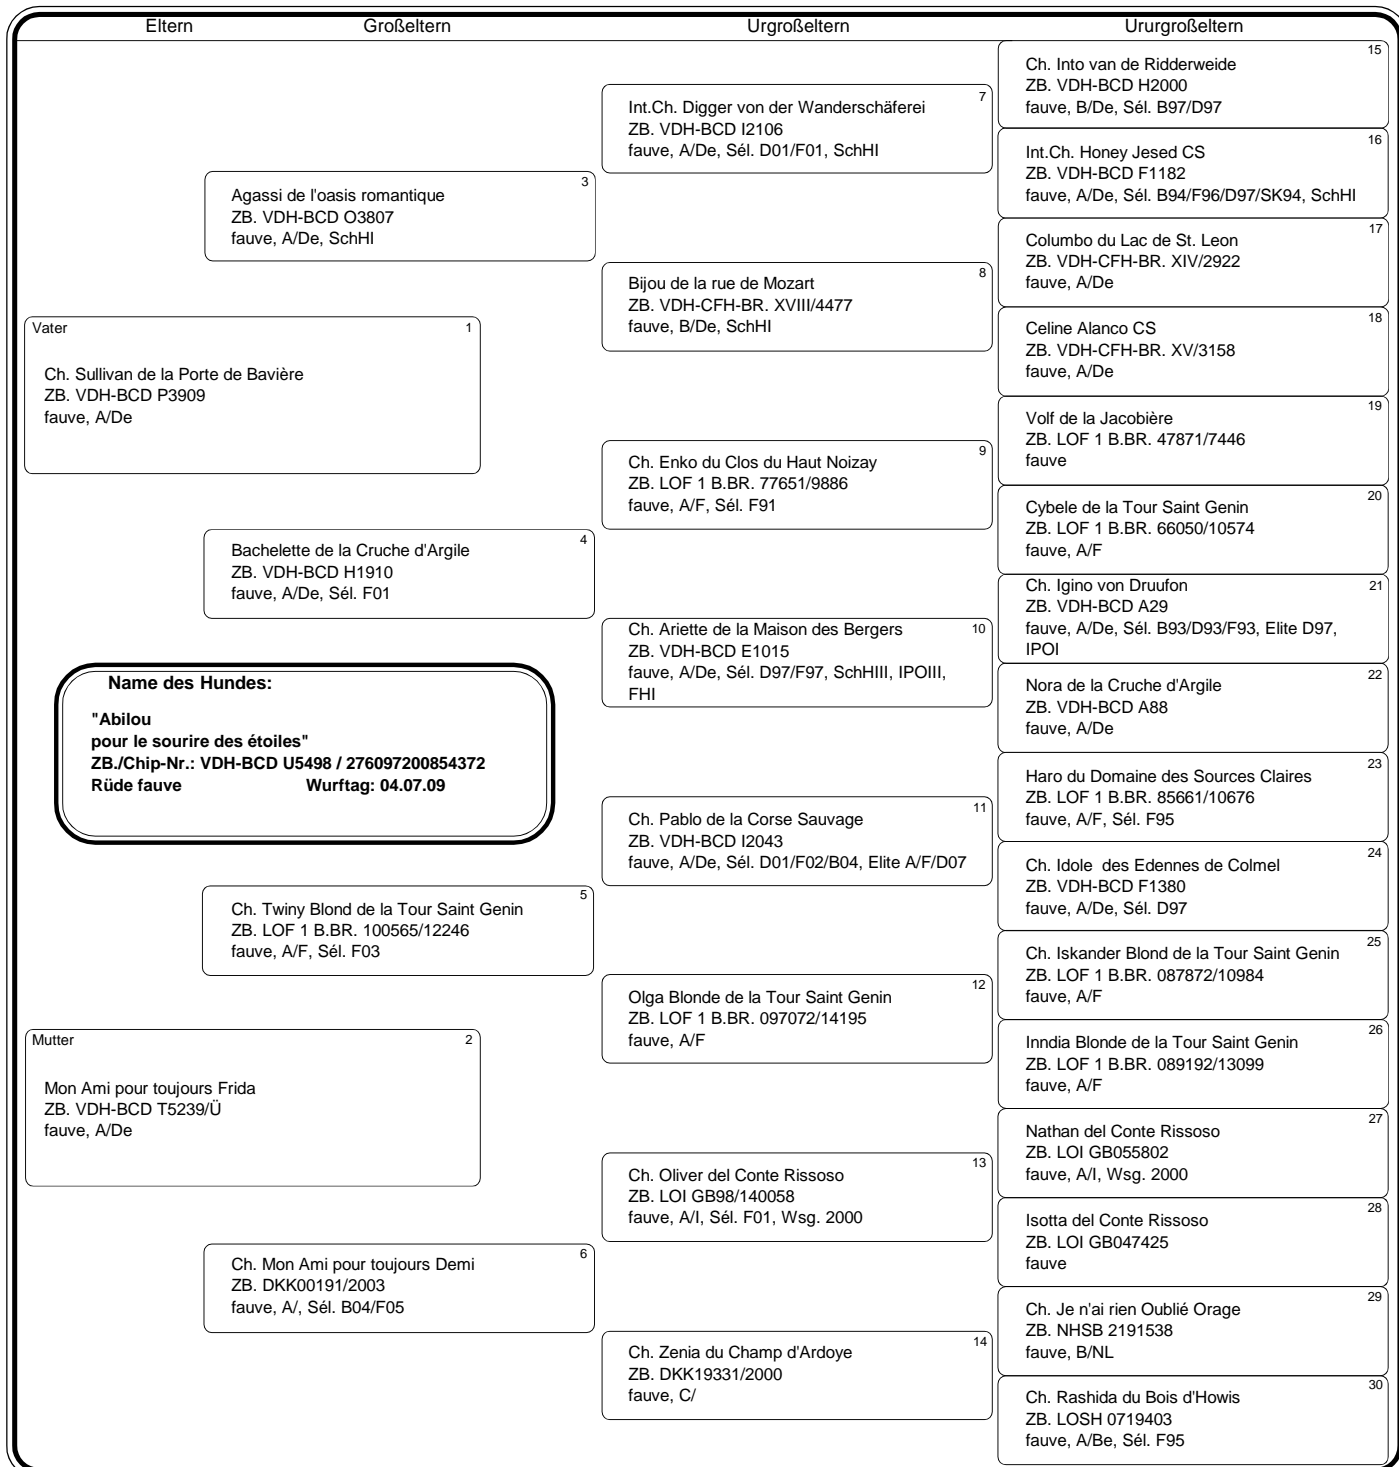 Eltern Großeltern Urgroßeltern Ururgroßeltern
Vater 1
Ch. Sullivan de la Porte de Bavière
ZB. VDH-BCD P3909
fauve, A/De
Mutter 2
Mon Ami pour toujours Frida
ZB. VDH-BCD T5239/Ü
fauve, A/De
3
Agassi de l'oasis romantique
ZB. VDH-BCD O3807
fauve, A/De, SchHI
4
Bachelette de la Cruche d'Argile
ZB. VDH-BCD H1910
fauve, A/De, Sél. F01
Name des Hundes:
"Abilou
pour le sourire des étoiles"
ZB./Chip-Nr.: VDH-BCD U5498 / 276097200854372
Rüde fauve Wurftag: 04.07.09
5
Ch. Twiny Blond de la Tour Saint Genin
ZB. LOF 1 B.BR. 100565/12246
fauve, A/F, Sél. F03
6
Ch. Mon Ami pour toujours Demi
ZB. DKK00191/2003
fauve, A/, Sél. B04/F05
7
Int.Ch. Digger von der Wanderschäferei
ZB. VDH-BCD I2106
fauve, A/De, Sél. D01/F01, SchHI
8
Bijou de la rue de Mozart
ZB. VDH-CFH-BR. XVIII/4477
fauve, B/De, SchHI
9
Ch. Enko du Clos du Haut Noizay
ZB. LOF 1 B.BR. 77651/9886
fauve, A/F, Sél. F91
10
Ch. Ariette de la Maison des Bergers
ZB. VDH-BCD E1015
fauve, A/De, Sél. D97/F97, SchHIII, IPOIII,
FHI
11
Ch. Pablo de la Corse Sauvage
ZB. VDH-BCD I2043
fauve, A/De, Sél. D01/F02/B04, Elite A/F/D07
12
Olga Blonde de la Tour Saint Genin
ZB. LOF 1 B.BR. 097072/14195
fauve, A/F
13
Ch. Oliver del Conte Rissoso
ZB. LOI GB98/140058
fauve, A/I, Sél. F01, Wsg. 2000
14
Ch. Zenia du Champ d'Ardoye
ZB. DKK19331/2000
fauve, C/
15
Ch. Into van de Ridderweide
ZB. VDH-BCD H2000
fauve, B/De, Sél. B97/D97
16
Int.Ch. Honey Jesed CS
ZB. VDH-BCD F1182
fauve, A/De, Sél. B94/F96/D97/SK94, SchHI
17
Columbo du Lac de St. Leon
ZB. VDH-CFH-BR. XIV/2922
fauve, A/De
18
Celine Alanco CS
ZB. VDH-CFH-BR. XV/3158
fauve, A/De
19
Volf de la Jacobière
ZB. LOF 1 B.BR. 47871/7446
fauve
20
Cybele de la Tour Saint Genin
ZB. LOF 1 B.BR. 66050/10574
fauve, A/F
21
Ch. Igino von Druufon
ZB. VDH-BCD A29
fauve, A/De, Sél. B93/D93/F93, Elite D97,
IPOI
22
Nora de la Cruche d'Argile
ZB. VDH-BCD A88
fauve, A/De
23
Haro du Domaine des Sources Claires
ZB. LOF 1 B.BR. 85661/10676
fauve, A/F, Sél. F95
24
Ch. Idole des Edennes de Colmel
ZB. VDH-BCD F1380
fauve, A/De, Sél. D97
25
Ch. Iskander Blond de la Tour Saint Genin
ZB. LOF 1 B.BR. 087872/10984
fauve, A/F
26
Inndia Blonde de la Tour Saint Genin
ZB. LOF 1 B.BR. 089192/13099
fauve, A/F
27
Nathan del Conte Rissoso
ZB. LOI GB055802
fauve, A/I, Wsg. 2000
28
Isotta del Conte Rissoso
ZB. LOI GB047425
fauve
29
Ch. Je n'ai rien Oublié Orage
ZB. NHSB 2191538
fauve, B/NL
30
Ch. Rashida du Bois d'Howis
ZB. LOSH 0719403
fauve, A/Be, Sél. F95